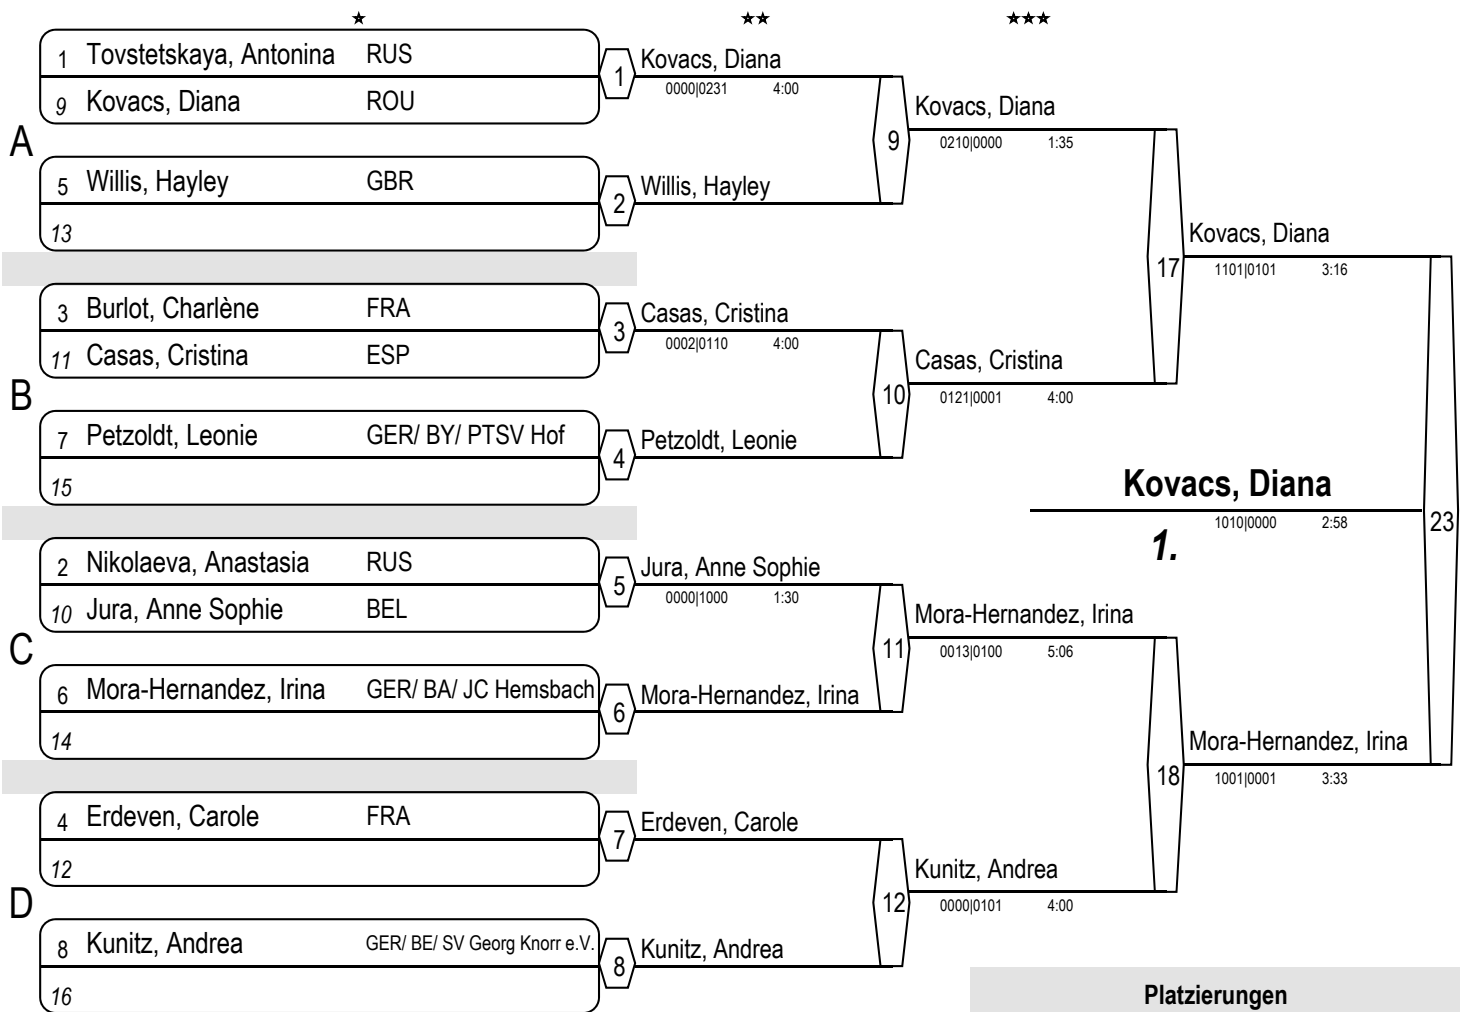 ★ ★★ ★★★
1 Tovstetskaya, Antonina RUS
9 Kovacs, Diana ROU
1
Kovacs, Diana
0000|0231 4:00
A
5 Willis, Hayley GBR
13
2
Willis, Hayley
9
Kovacs, Diana
0210|0000 1:35
3 Burlot, Charlène FRA
11 Casas, Cristina ESP
3
Casas, Cristina
0002|0110 4:00
B
7 Petzoldt, Leonie GER/ BY/ PTSV Hof
15
4
Petzoldt, Leonie
10
Casas, Cristina
0121|0001 4:00
17
Kovacs, Diana
1101|0101 3:16
2 Nikolaeva, Anastasia RUS
10 Jura, Anne Sophie BEL
5
Jura, Anne Sophie
0000|1000 1:30
C
6 Mora-Hernandez, Irina GER/ BA/ JC Hemsbach
14
6
Mora-Hernandez, Irina
11
Mora-Hernandez, Irina
0013|0100 5:06
4 Erdeven, Carole FRA
12
7
Erdeven, Carole
D
8 Kunitz, Andrea GER/ BE/ SV Georg Knorr e.V.
16
8
Kunitz, Andrea
12
Kunitz, Andrea
0000|0101 4:00
18
Mora-Hernandez, Irina
1001|0001 3:33
23
Kovacs, Diana
1010|0000 2:58
1.
Platzierungen